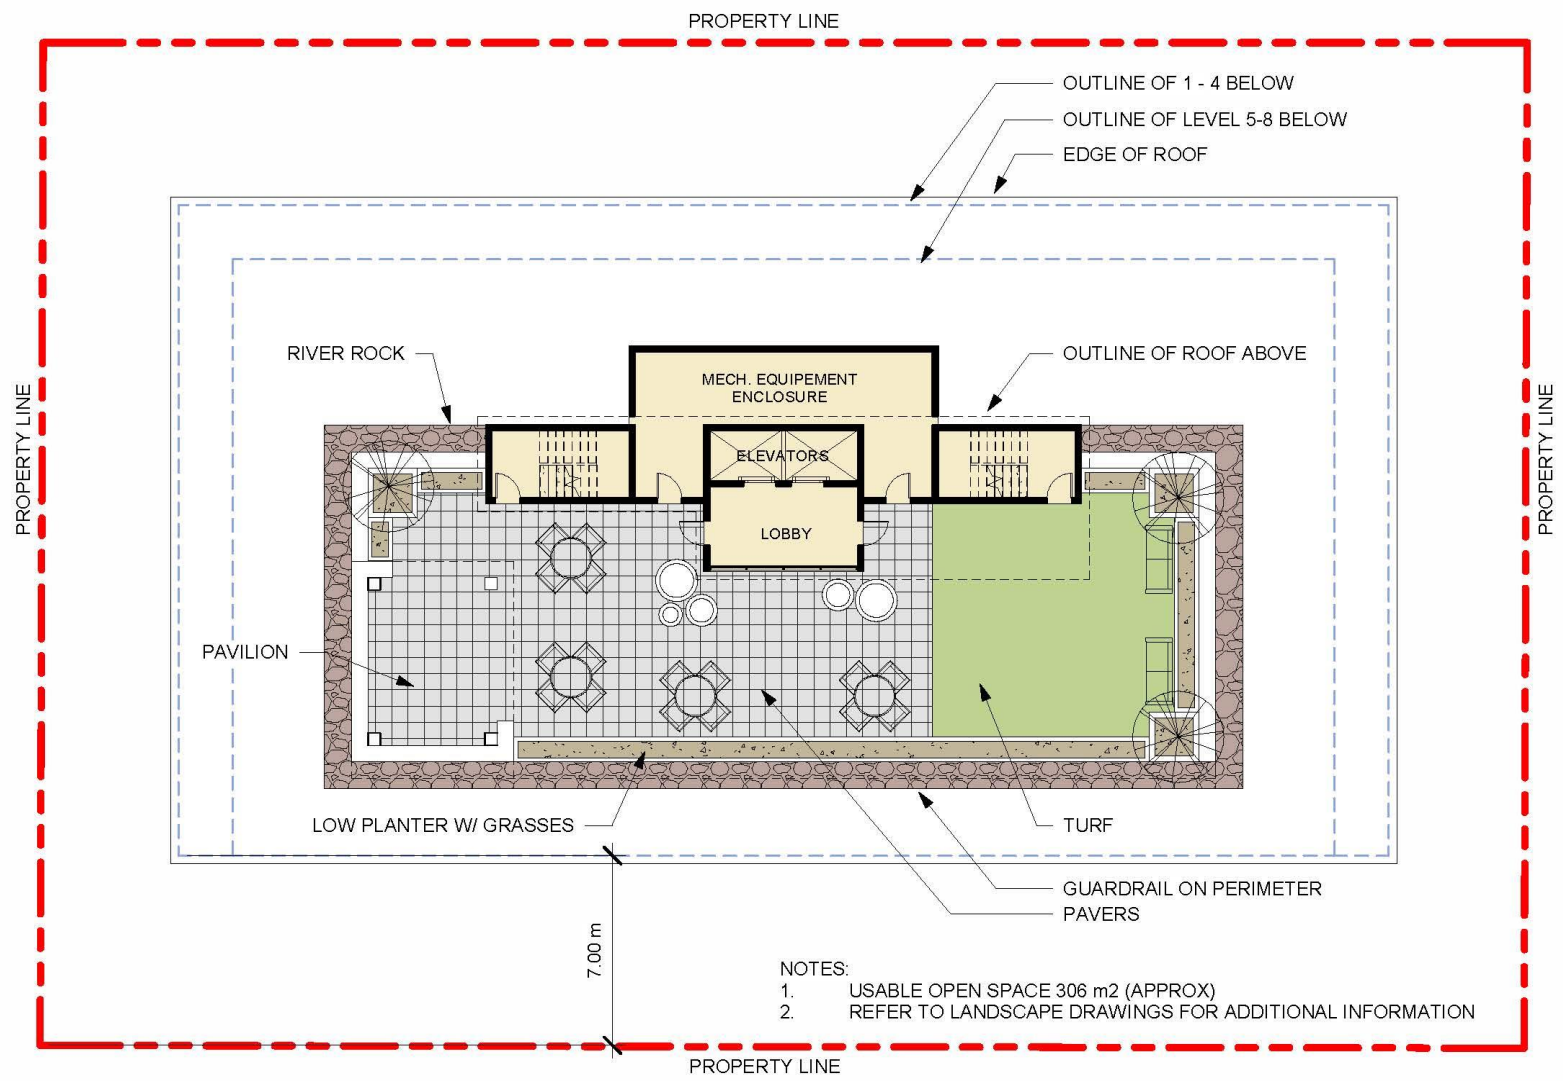 PROPERTY LINE
OUTLINE OF 1 - 4 BELOW
OUTLINE OF LEVEL 5-8 BELOW
EDGE OF ROOF
RIVER ROCK
OUTLINE OF ROOF ABOVE
MECH. EQUIPEMENT
ENCLOSURE
PROPERTY LINE
PROPERTY LINE
ELEVATORS
LOBBY
PAVILION
LOW PLANTER W/ GRASSES
TURF
GUARDRAIL ON PERIMETER
PAVERS
7.00 m
NOTES:
1. USABLE OPEN SPACE 306 m2 (APPROX)
2. REFER TO LANDSCAPE DRAWINGS FOR ADDITIONAL INFORMATION
PROPERTY LINE